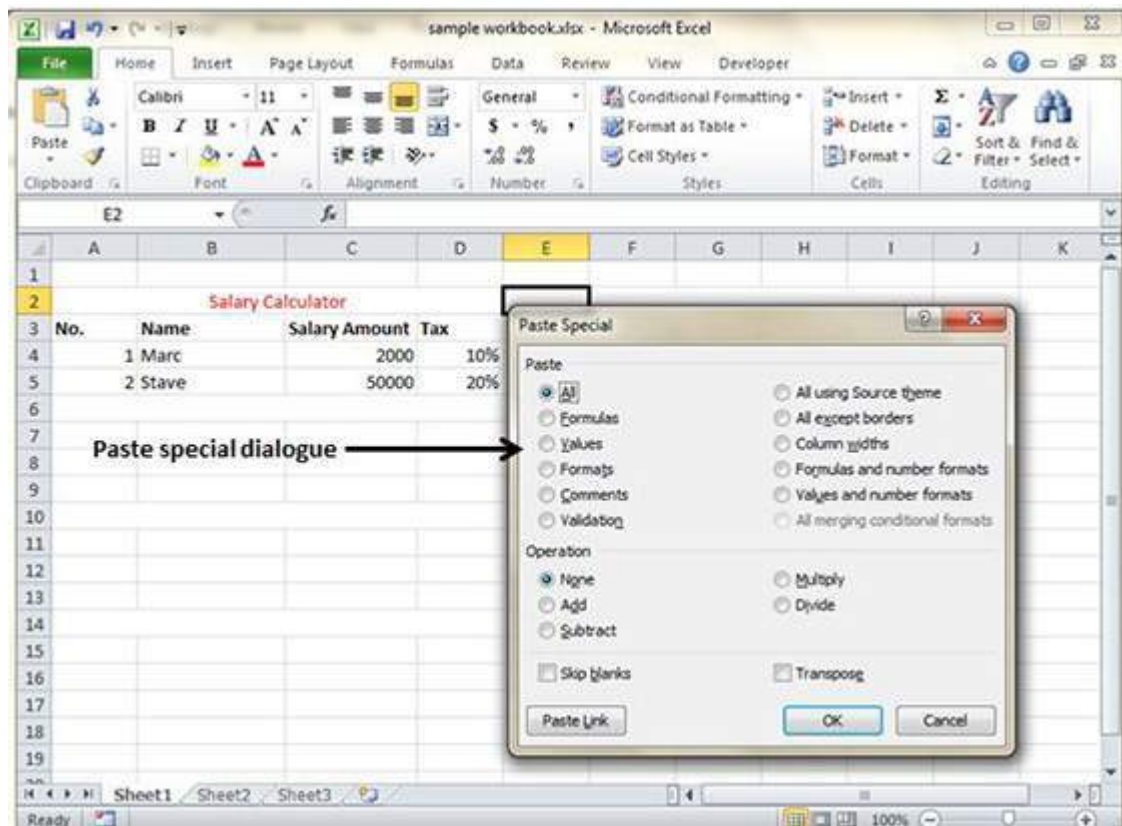 sample workbook.xlsx - Microsoft Excel
File Home Insert Page Layout Formulas Data Review View Developer
Paste
Calibri 11
General
Conditional Formatting
Insert
Σ
B I U A A
$ % ,
Format as Table
Delete
A
Cell Styles
Format
Sort & Filter
Find & Select
Clipboard Font Alignment Number Styles Cells Editing
E2 fx
A B C D E F G H I J K
1
2 Salary Calculator
3 No. Name Salary Amount Tax
4 1 Marc 2000 10%
5 2 Stave 50000 20%
6
7
8
9
10
11
12
13
14
15
16
17
18
19
Paste special dialogue
Paste Special
Paste
All All using Source theme
Formulas All except borders
Values Column widths
Formats Formulas and number formats
Comments Values and number formats
Validation All merging conditional formats
Operation
None Multiply
Add Divide
Subtract
Skip blanks Transpose
Paste Link OK Cancel
Sheet1 Sheet2 Sheet3
Ready 100%